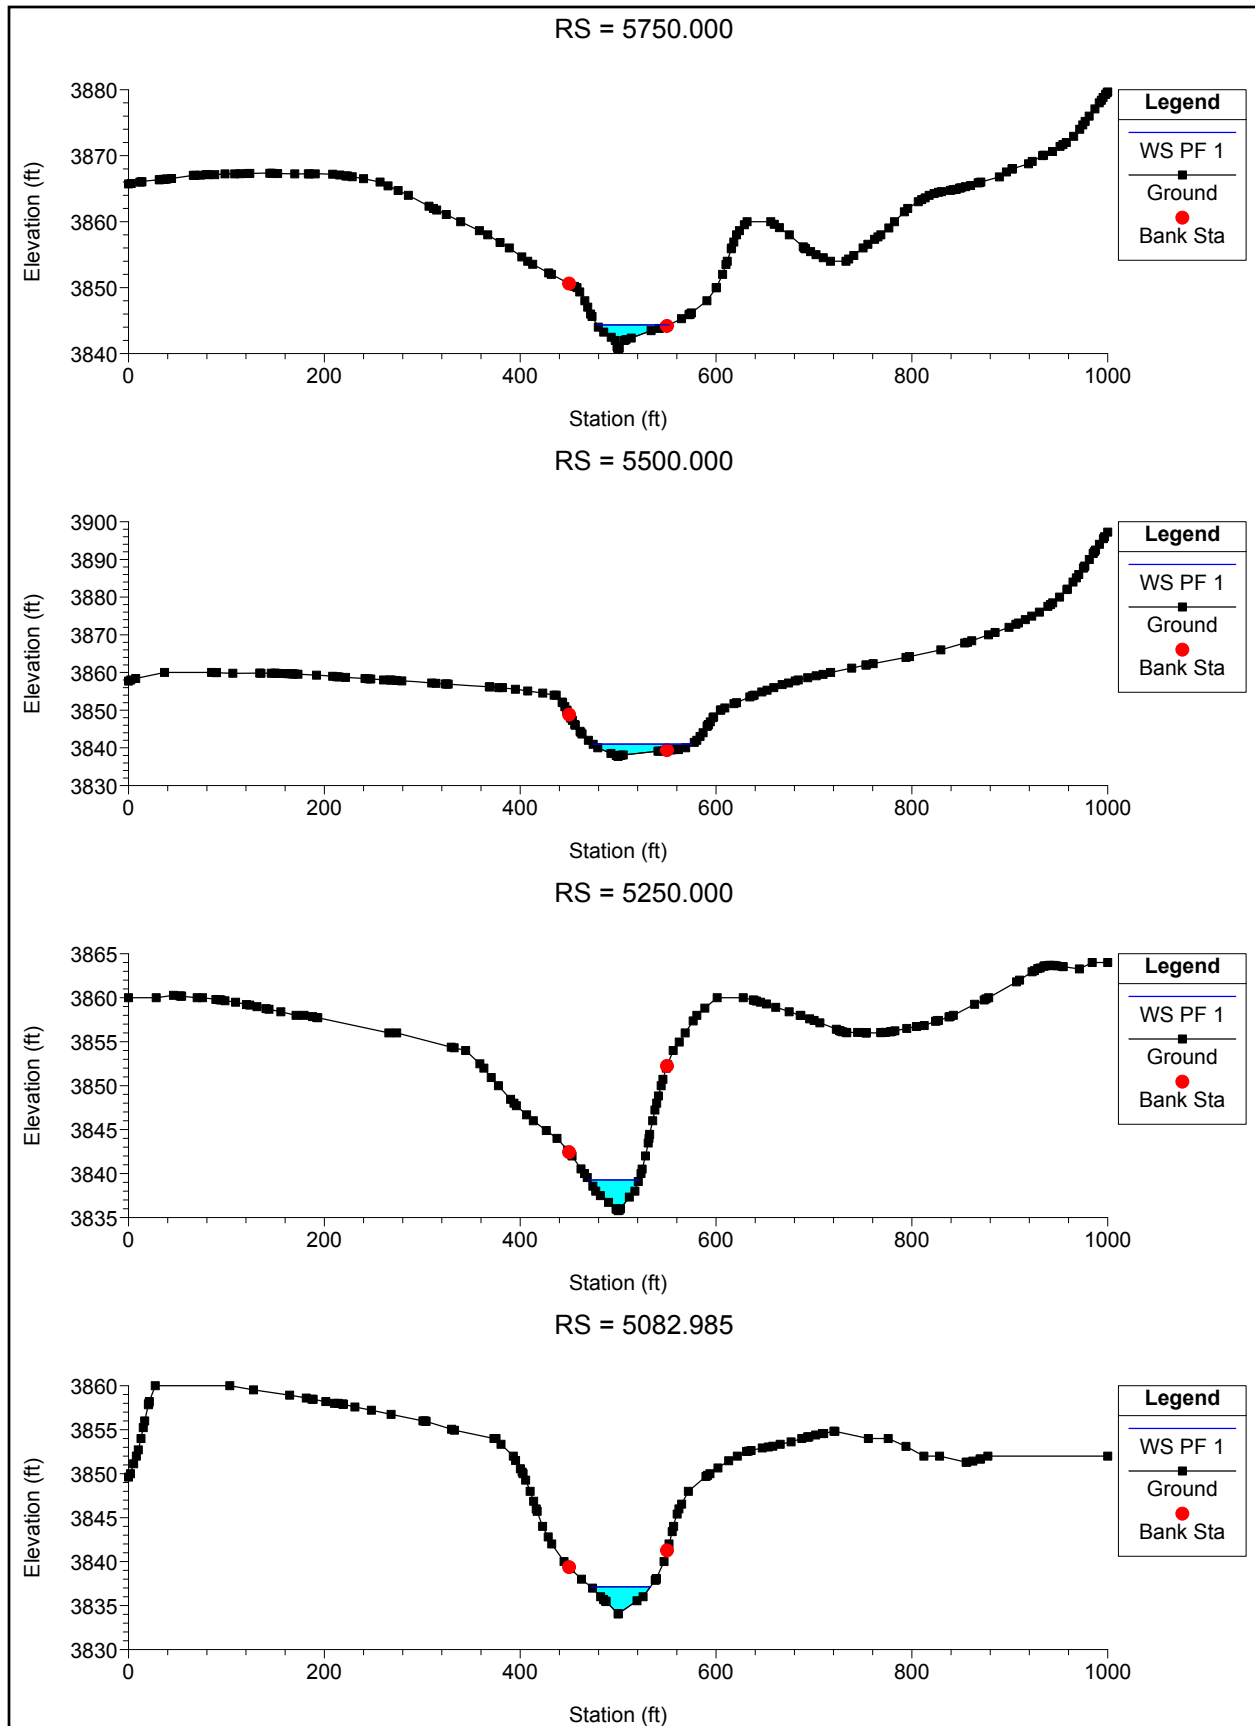 RS = 5750.000
Elevation (ft)
3880
3870
3860
3850
3840
0 200 400 600 800 1000
Station (ft)
Legend
WS PF 1
Ground
Bank Sta
RS = 5500.000
Elevation (ft)
3900
3890
3880
3870
3860
3850
3840
3830
0 200 400 600 800 1000
Station (ft)
Legend
WS PF 1
Ground
Bank Sta
RS = 5250.000
Elevation (ft)
3865
3860
3855
3850
3845
3840
3835
0 200 400 600 800 1000
Station (ft)
Legend
WS PF 1
Ground
Bank Sta
RS = 5082.985
Elevation (ft)
3860
3855
3850
3845
3840
3835
3830
0 200 400 600 800 1000
Station (ft)
Legend
WS PF 1
Ground
Bank Sta